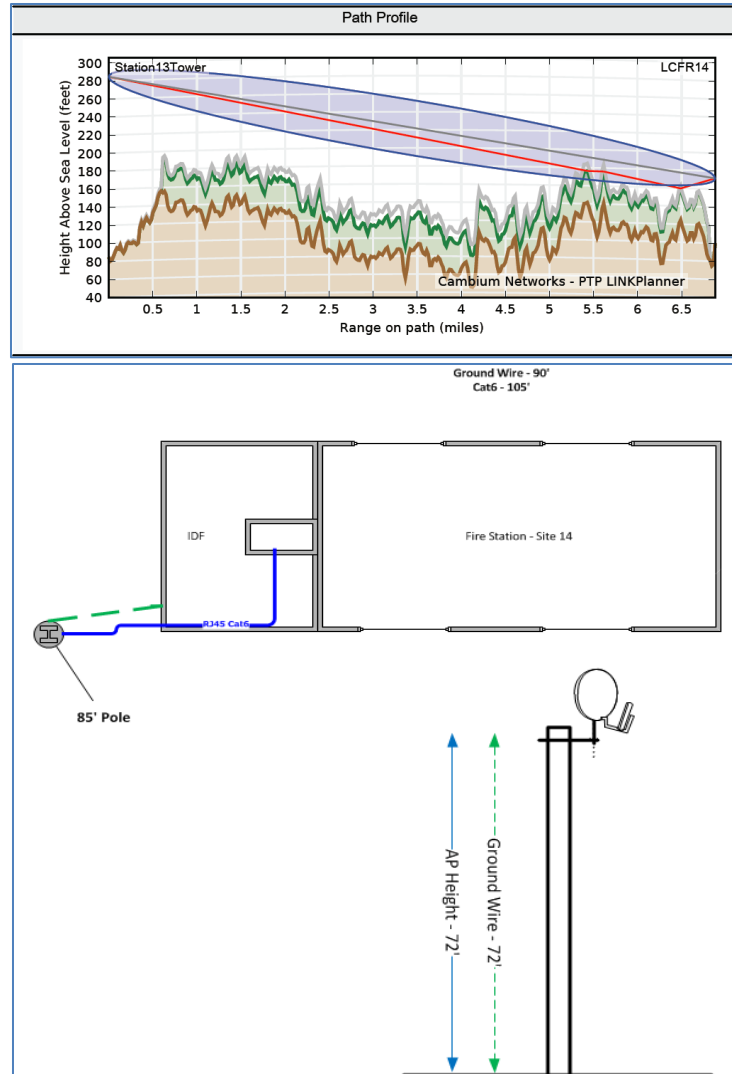 Path Profile
Station13Tower
LCFR14
Height Above Sea Level (feet)
300
280
260
240
220
200
180
160
140
120
100
80
60
40
Cambium Networks - PTP LINKPlanner
0.5 1 1.5 2 2.5 3 3.5 4 4.5 5 5.5 6 6.5
Range on path (miles)
Ground Wire - 90'
Cat6 - 105'
IDF
Fire Station - Site 14
RJ45 Cat6
85' Pole
AP Height - 72'
Ground Wire - 72'